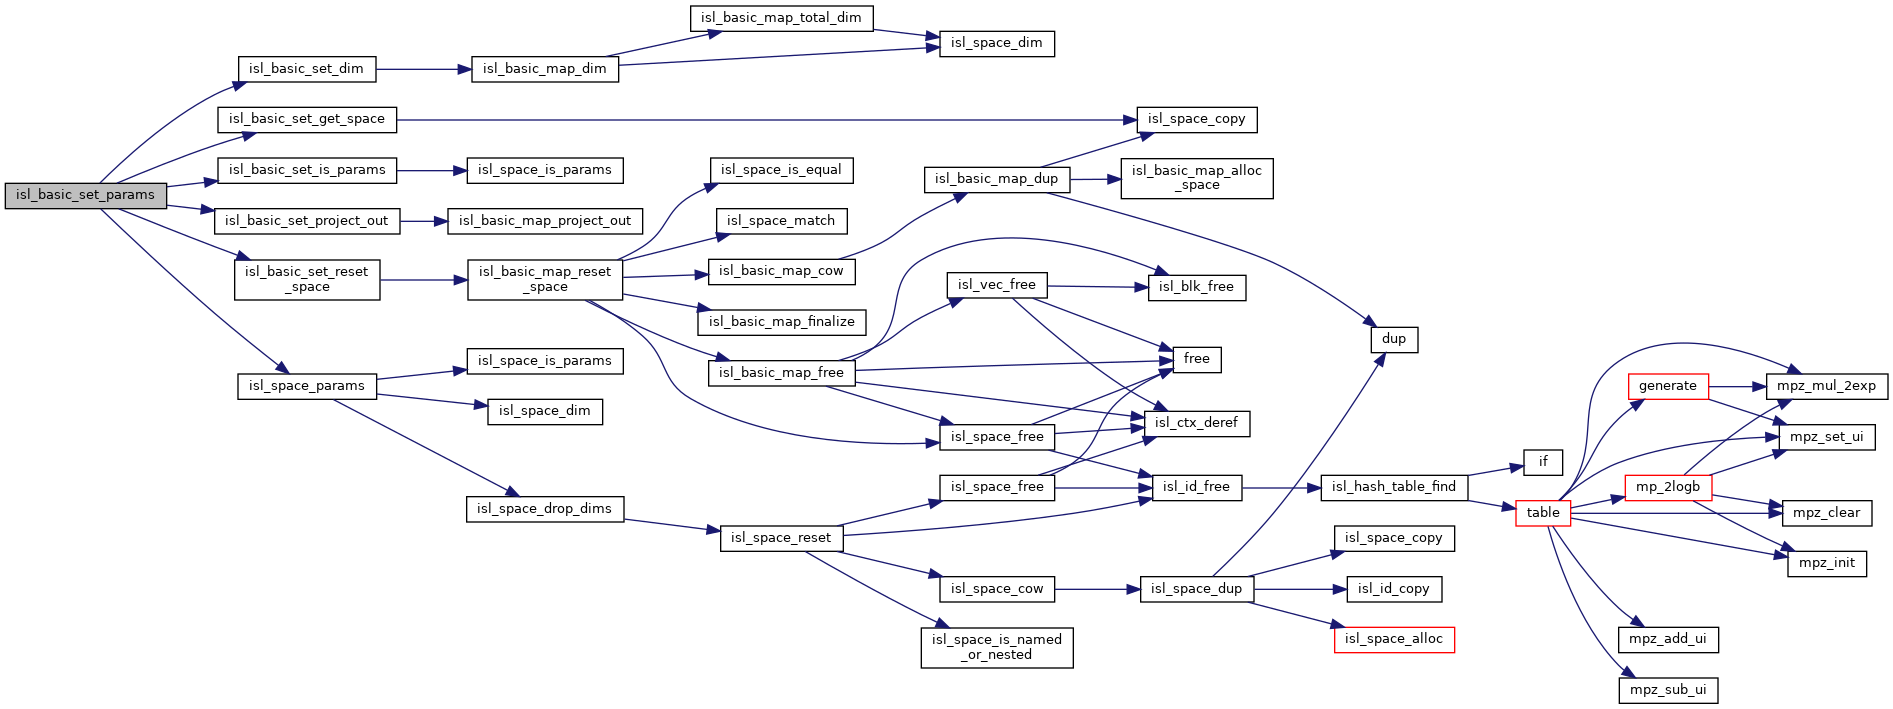 isl_basic_set_params
isl_basic_set_dim
isl_basic_set_get_space
isl_basic_set_is_params
isl_basic_set_project_out
isl_basic_set_reset
_space
isl_space_params
isl_basic_map_dim
isl_space_is_params
isl_basic_map_project_out
isl_basic_map_reset
_space
isl_space_is_params
isl_space_dim
isl_space_drop_dims
isl_basic_map_total_dim
isl_space_is_equal
isl_space_match
isl_basic_map_cow
isl_basic_map_finalize
isl_basic_map_free
isl_space_reset
isl_space_dim
isl_basic_map_dup
isl_vec_free
isl_space_free
isl_space_free
isl_space_cow
isl_space_is_named
_or_nested
isl_space_copy
isl_basic_map_alloc
_space
isl_blk_free
free
isl_ctx_deref
isl_id_free
isl_space_dup
dup
isl_hash_table_find
isl_space_copy
isl_id_copy
isl_space_alloc
if
table
generate
mp_2logb
mpz_add_ui
mpz_sub_ui
mpz_mul_2exp
mpz_set_ui
mpz_clear
mpz_init